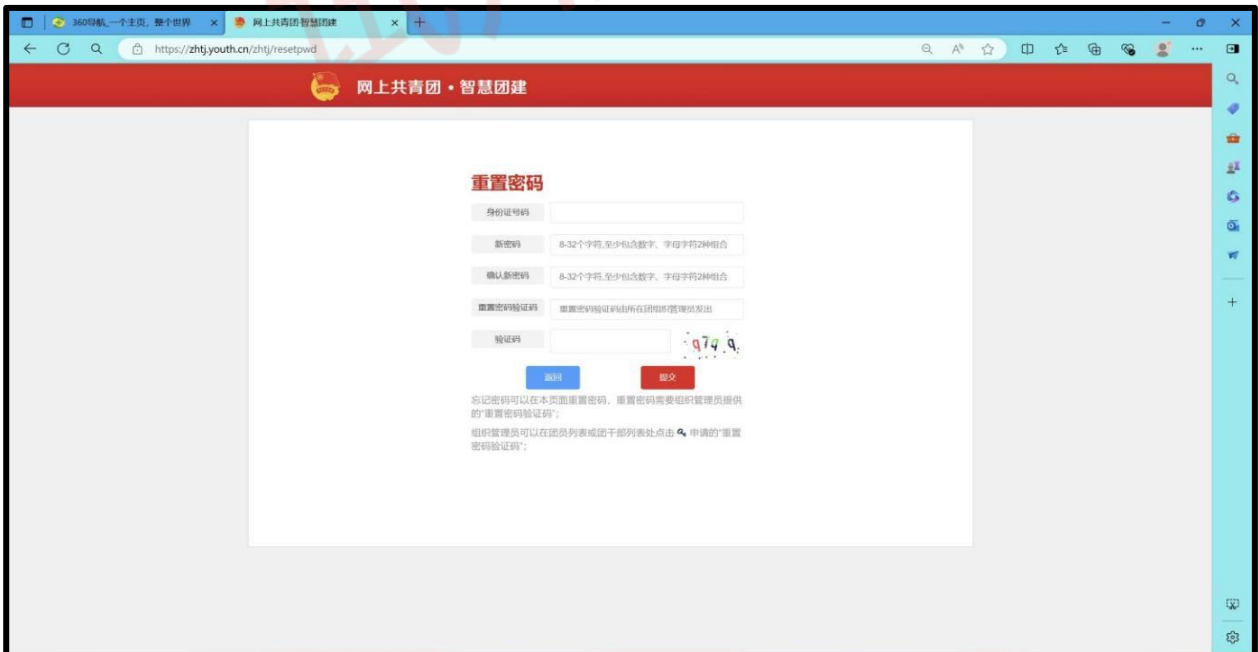 360导航_一个主页，整个世界
网上共青团·智慧团建
https://zhtj.youth.cn/zhtj/resetpwd
网上共青团·智慧团建
重置密码
身份证号码
新密码
8-32个字符,至少包含数字、字母字符2种组合
确认新密码
8-32个字符,至少包含数字、字母字符2种组合
重置密码验证码
重置密码验证码由所在团组织管理员发出
验证码
q74q
返回
提交
忘记密码可以在本页面重置密码，重置密码需要组织管理员提供
的“重置密码验证码”；
组织管理员可以在团员列表或团干部列表处点击 申请的“重置
密码验证码”；